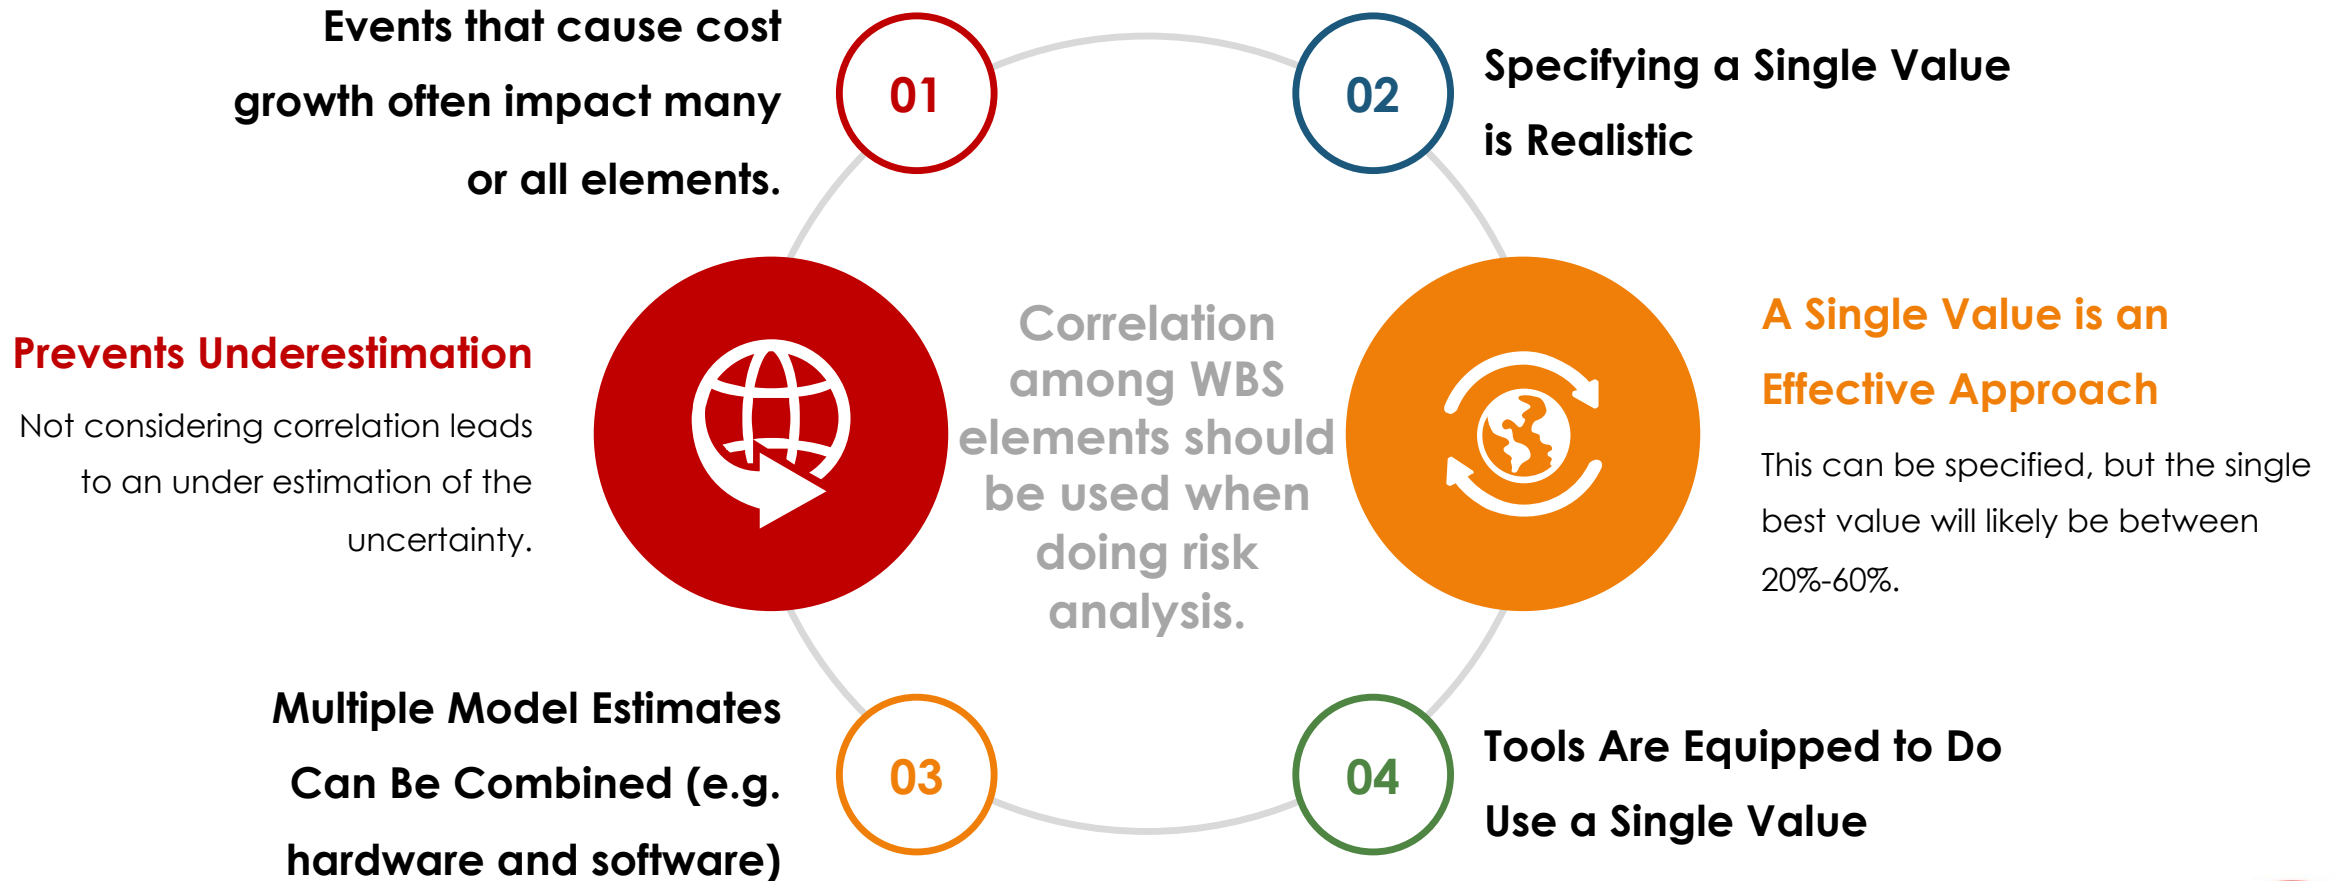 Events that cause cost
growth often impact many
or all elements.
01
02
Specifying a Single Value
is Realistic
Prevents Underestimation
Not considering correlation leads
to an under estimation of the
uncertainty.
Correlation
among WBS
elements should
be used when
doing risk
analysis.
A Single Value is an
Effective Approach
This can be specified, but the single
best value will likely be between
20%-60%.
Multiple Model Estimates
Can Be Combined (e.g.
hardware and software)
03
04
Tools Are Equipped to Do
Use a Single Value